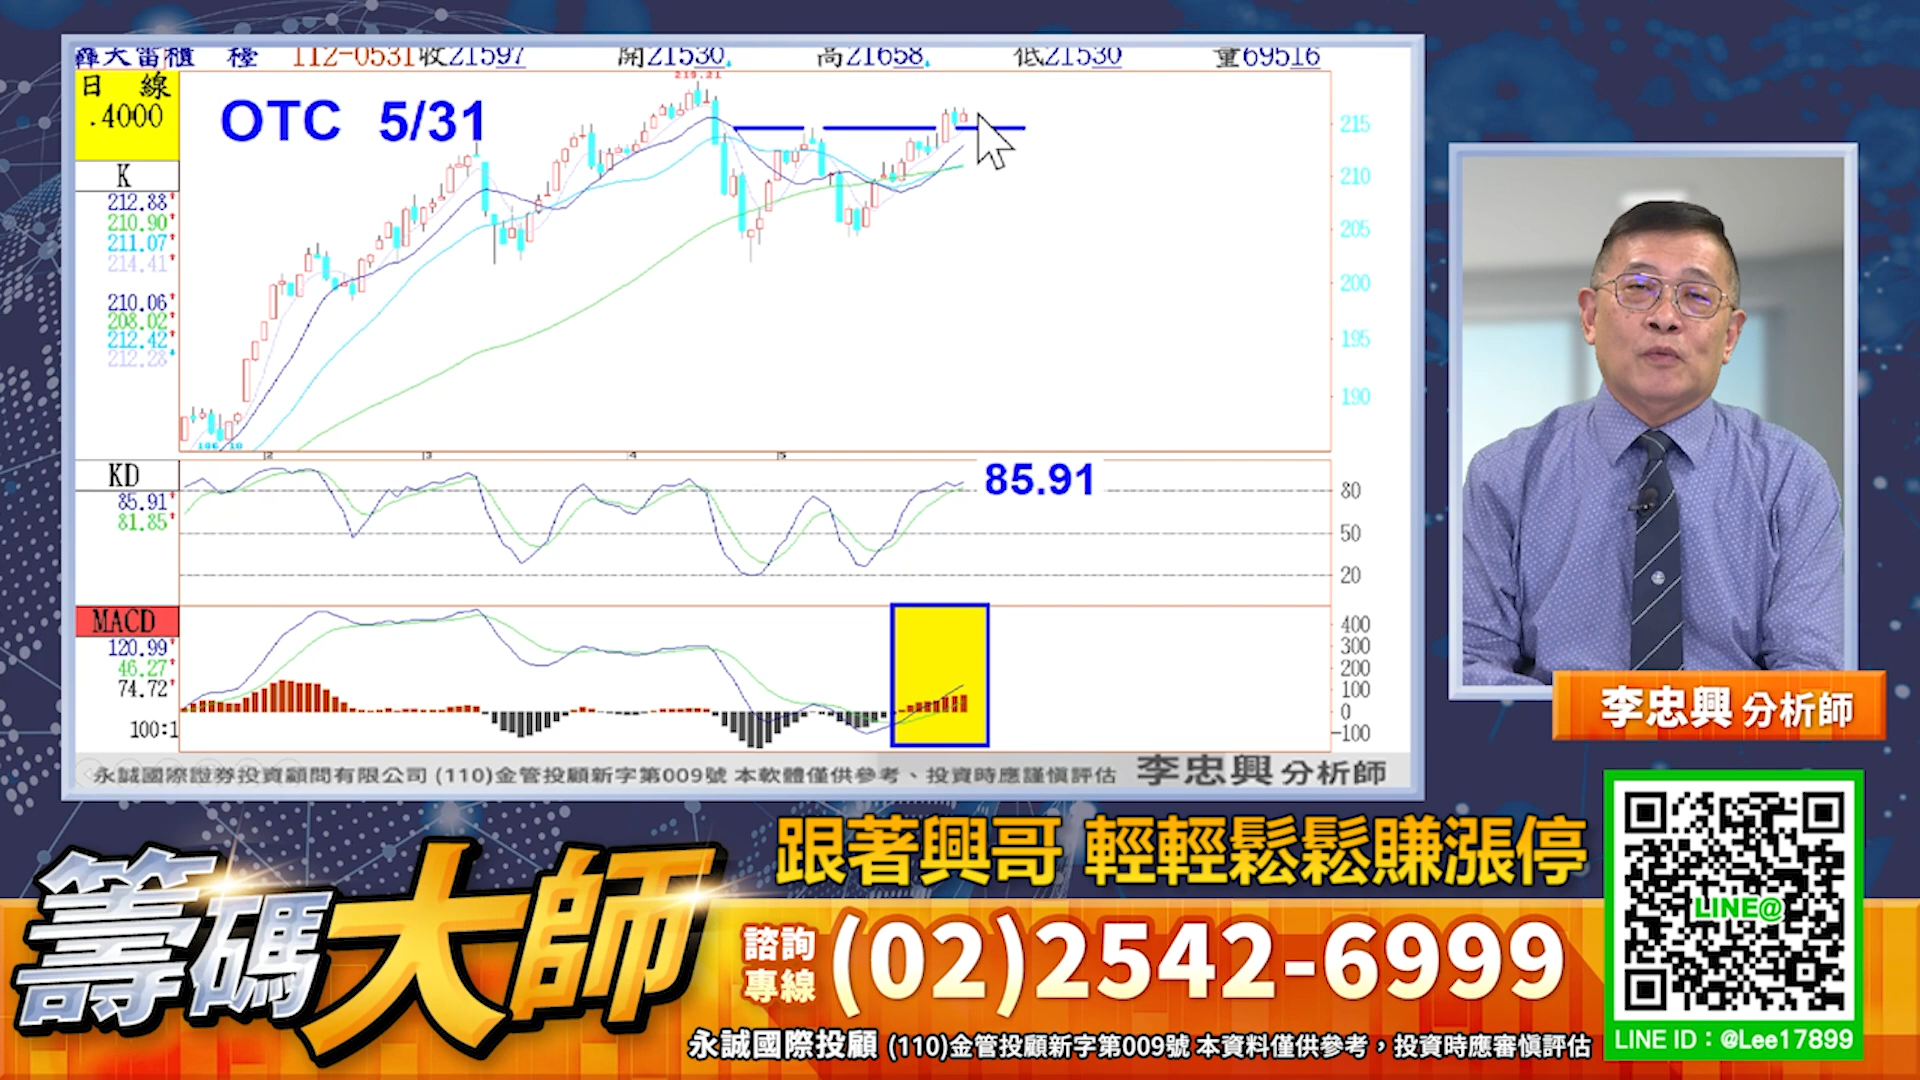 櫃檯 112-0531收21597 開21530 高21658 低21530 量69516
日 線
.4000
OTC 5/31
219.21
K
212.88
210.90
211.07
214.41
210.06
208.02
212.42
212.28
215
210
205
200
195
190
2 3 4 5
KD
85.91
81.85
85.91
80
50
20
MACD
120.99
46.27
74.72
100:1
400
300
200
100
0
-100
永誠國際證券投資顧問有限公司 (110)金管投顧新字第009號 本軟體僅供參考、投資時應謹慎評估 李忠興 分析師
李忠興 分析師
籌碼大師
跟著興哥 輕輕鬆鬆賺漲停
諮詢專線 (02)2542-6999
永誠國際投顧 (110)金管投顧新字第009號 本資料僅供參考，投資時應審慎評估
LINE@
LINE ID：@Lee17899